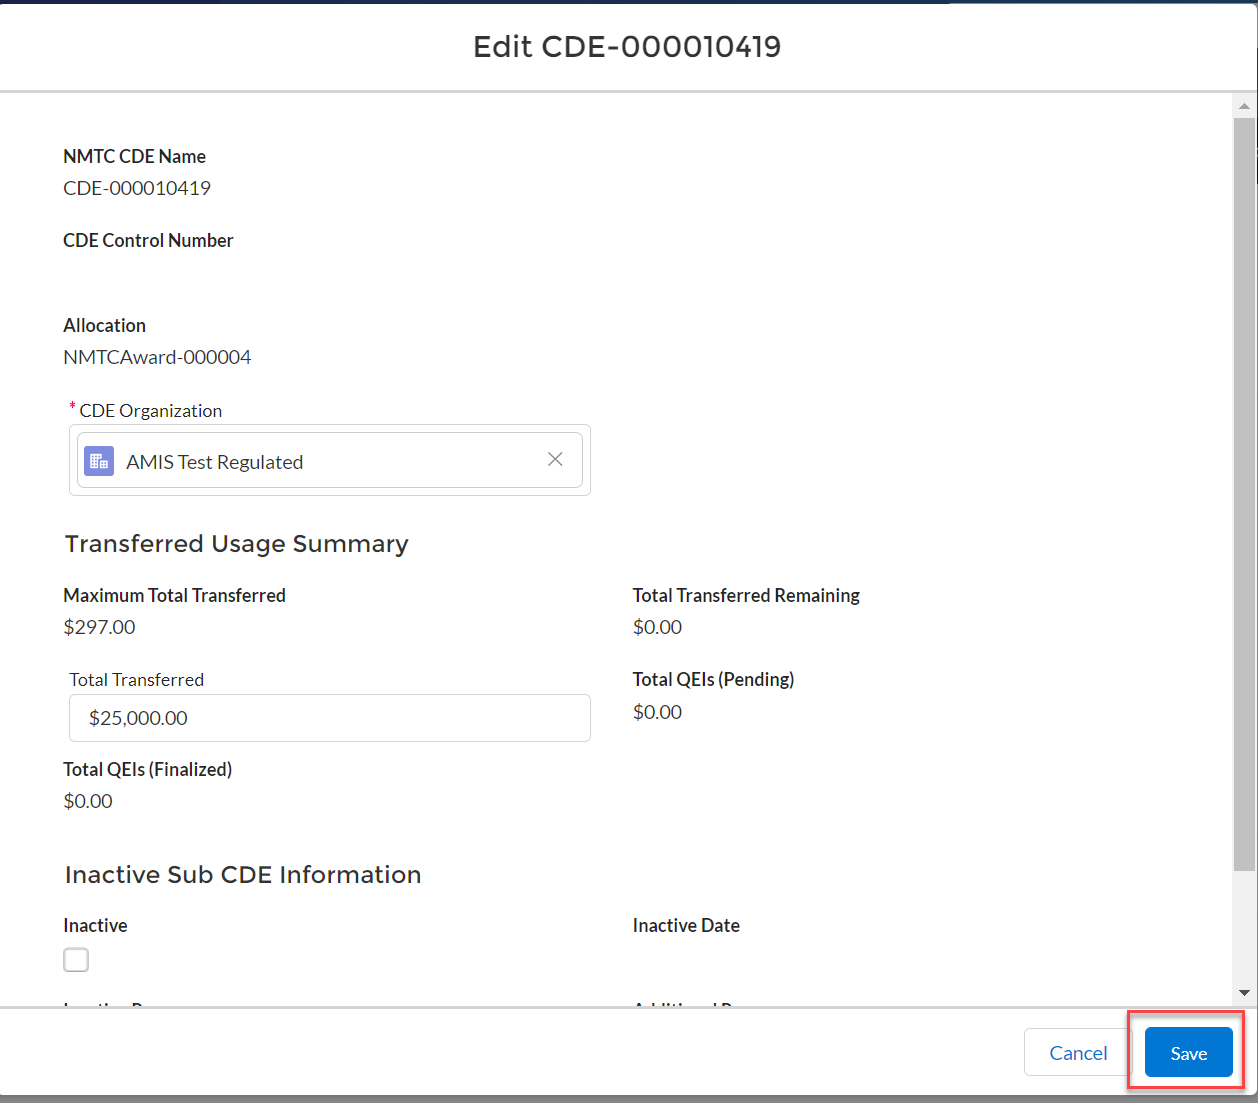 Edit CDE-000010419
NMTC CDE Name
CDE-000010419
CDE Control Number
Allocation
NMTCAward-000004
* CDE Organization
AMIS Test Regulated
Transferred Usage Summary
Maximum Total Transferred
$297.00
Total Transferred Remaining
$0.00
Total Transferred
$25,000.00
Total QEIs (Pending)
$0.00
Total QEIs (Finalized)
$0.00
Inactive Sub CDE Information
Inactive
Inactive Date
Cancel
Save